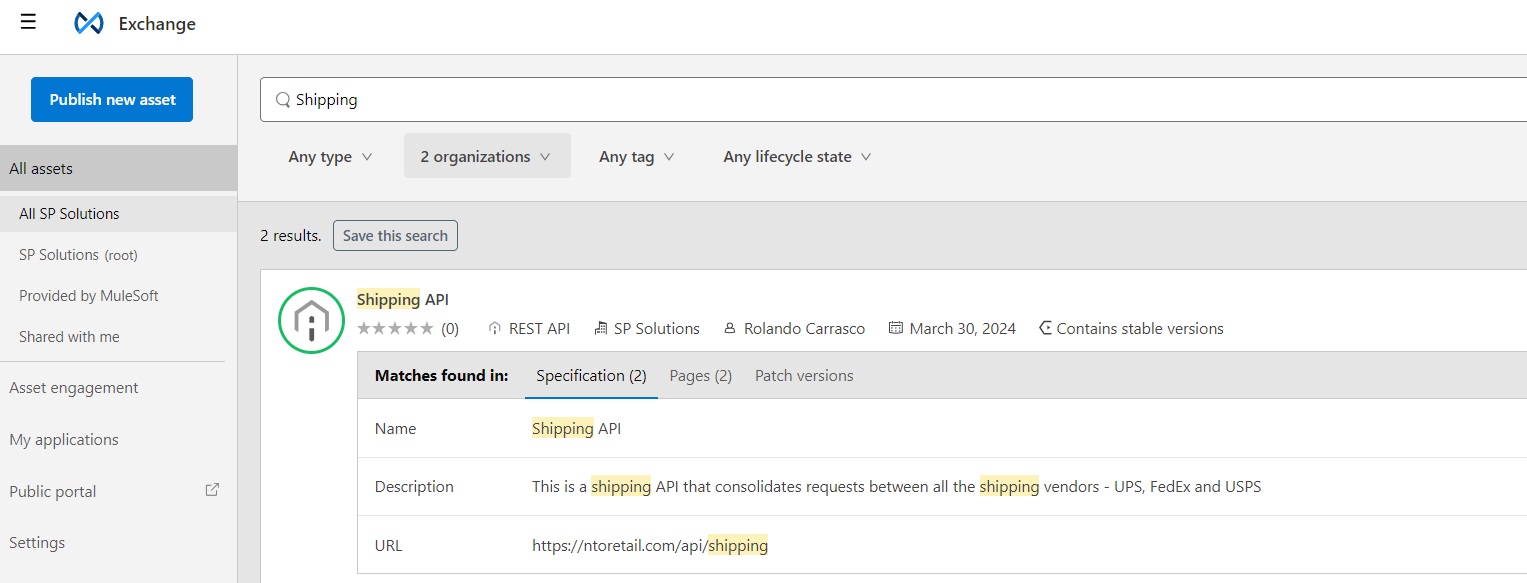 Exchange
Publish new asset
Shipping
Any type
2 organizations
Any tag
Any lifecycle state
All assets
All SP Solutions
SP Solutions (root)
Provided by MuleSoft
Shared with me
Asset engagement
My applications
Public portal
Settings
2 results.
Save this search
Shipping API
(0) REST API SP Solutions Rolando Carrasco March 30, 2024 Contains stable versions
Matches found in: Specification (2) Pages (2) Patch versions
Name Shipping API
Description This is a shipping API that consolidates requests between all the shipping vendors - UPS, FedEx and USPS
URL https://ntoretail.com/api/shipping